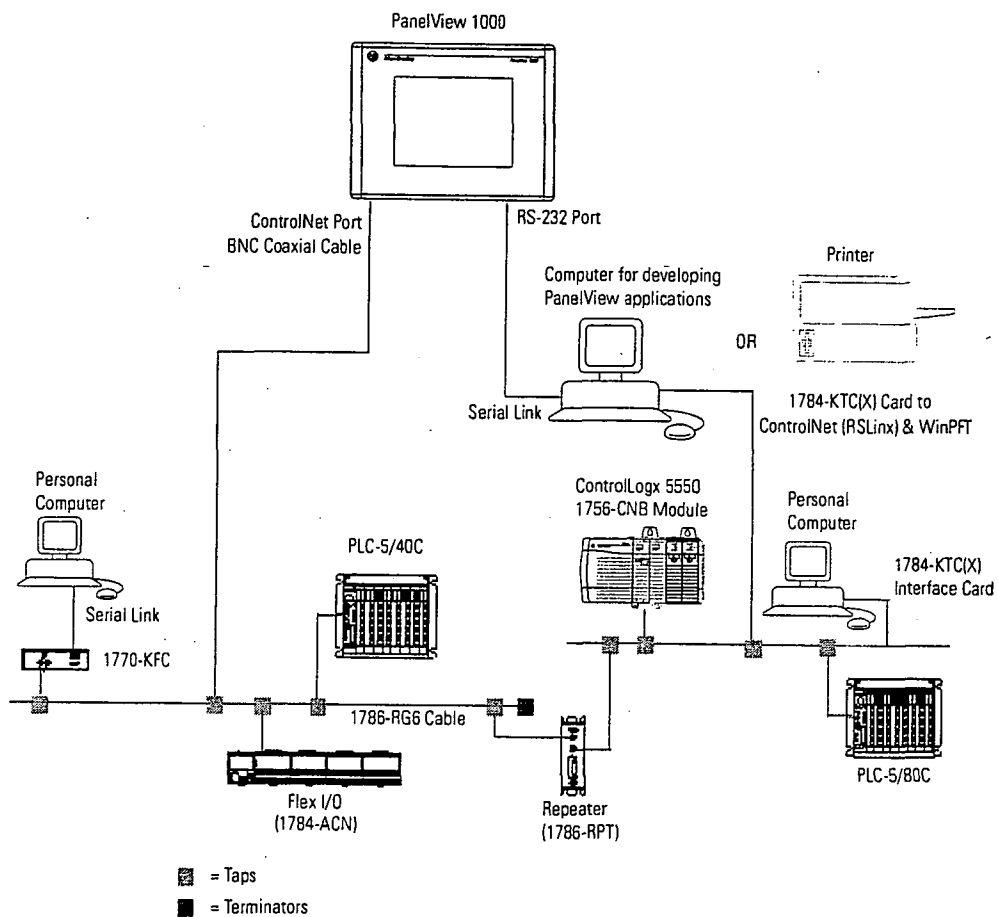 PanelView 1000
ControlNet Port
BNC Coaxial Cable
RS-232 Port
Computer for developing
PanelView applications
Printer
OR
Serial Link
1784-KTC(X) Card to
ControlNet (RSLinx) & WinPFT
Personal
Computer
Serial Link
1770-KFC
PLC-5/40C
ControlLogx 5550
1756-CNB Module
Personal
Computer
1784-KTC(X)
Interface Card
1786-RG6 Cable
Flex I/O
(1784-ACN)
Repeater
(1786-RPT)
PLC-5/80C
= Taps
= Terminators